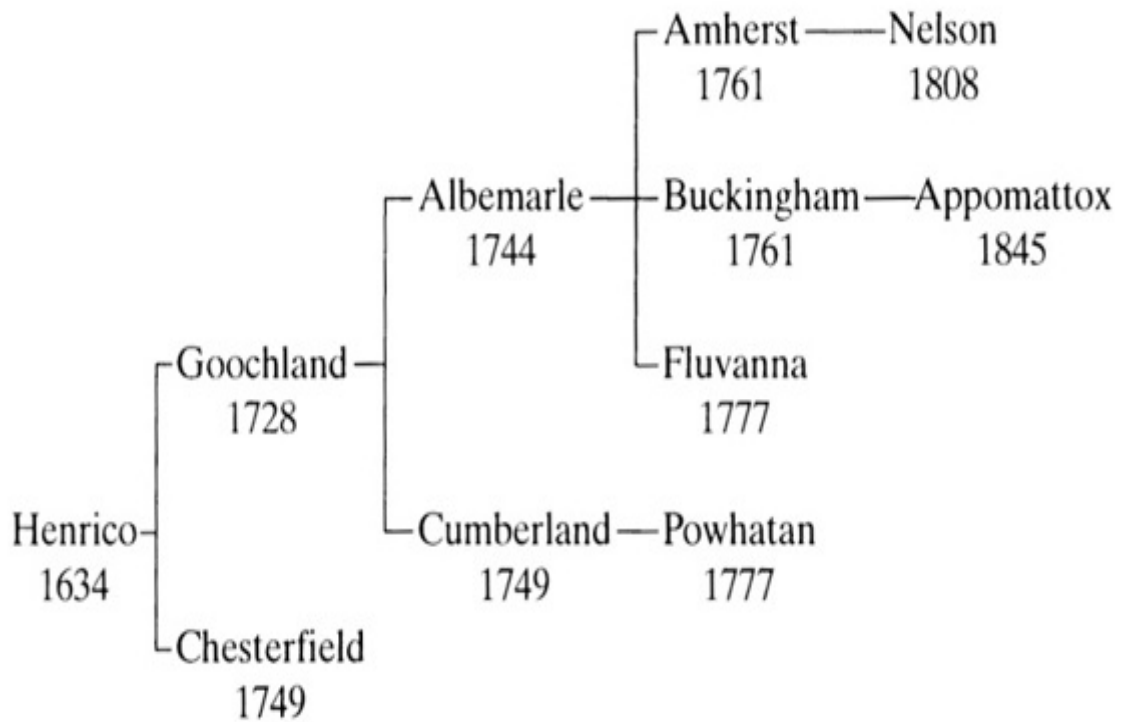 Amherst Nelson
1761 1808
Albemarle Buckingham Appomattox
1744 1761 1845
Goochland Fluvanna
1728 1777
Henrico Cumberland Powhatan
1634 1749 1777
Chesterfield
1749